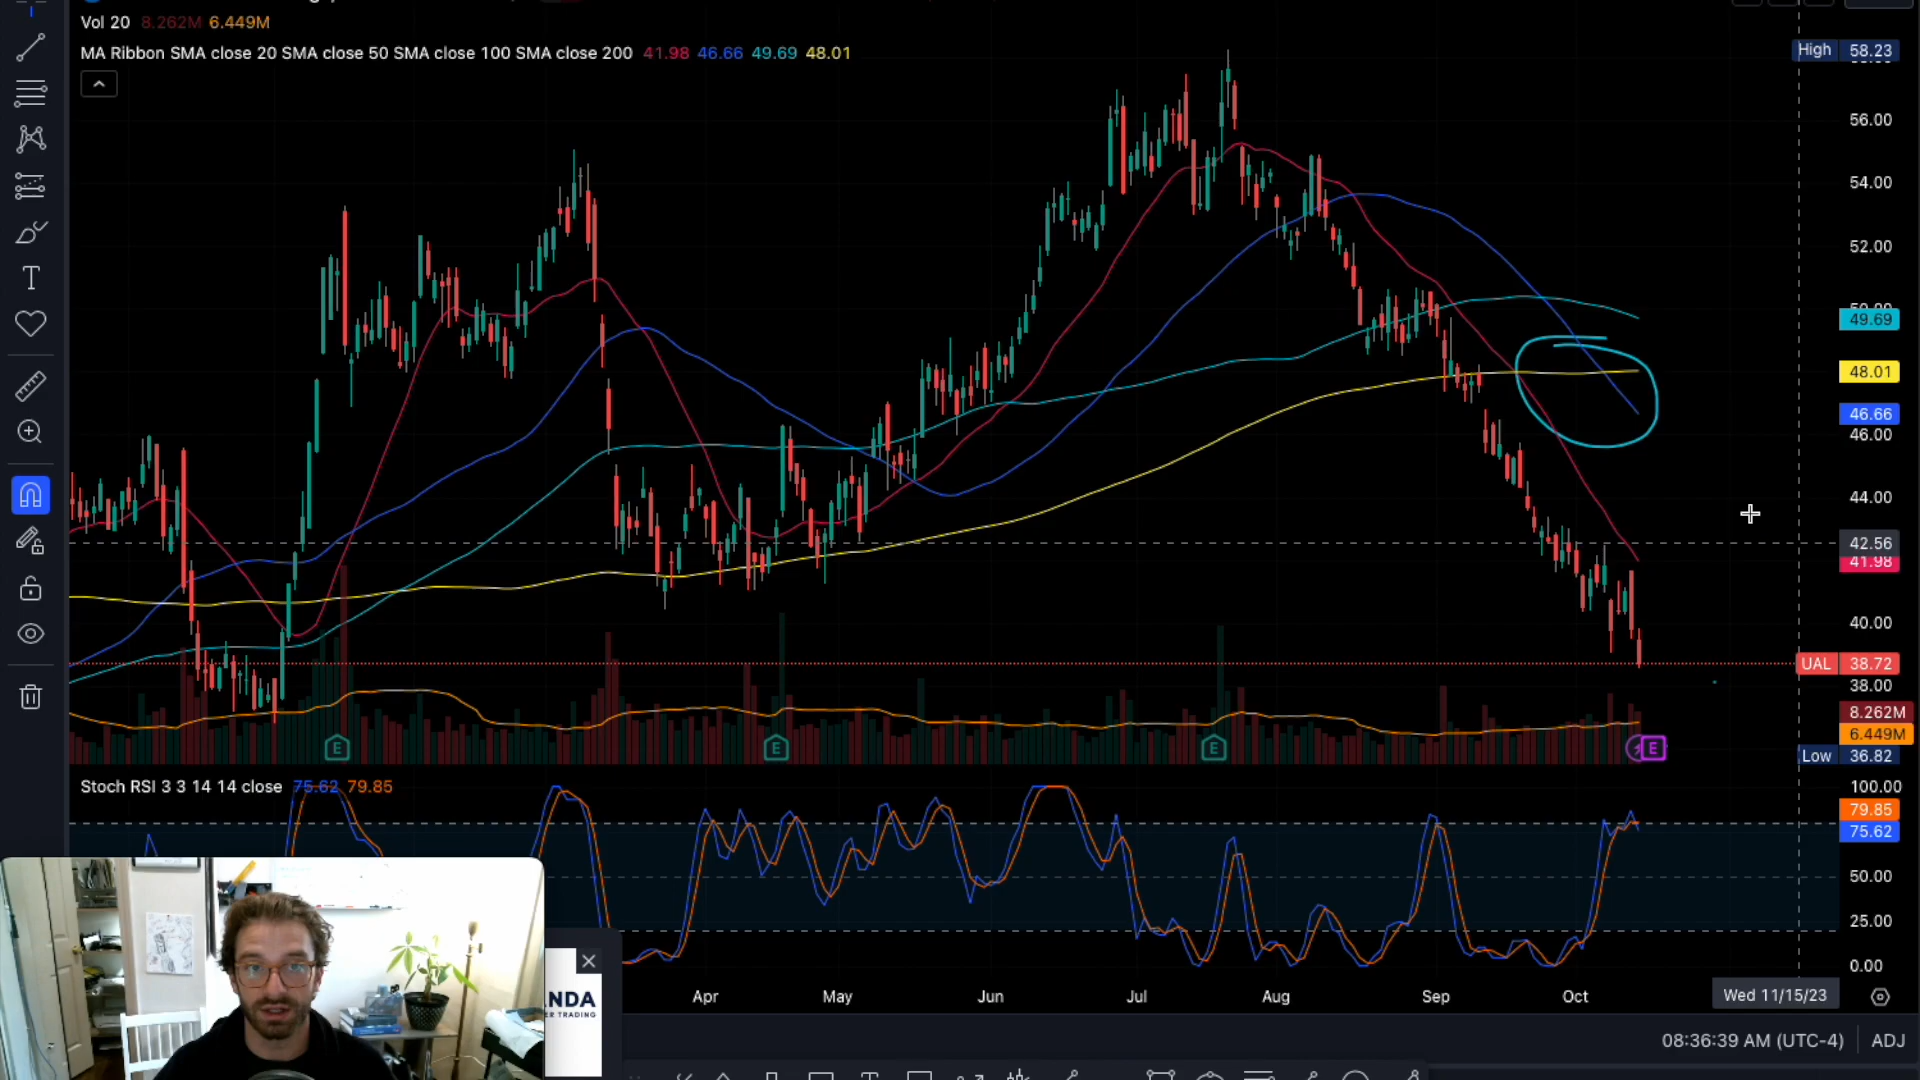 Vol 20 8.262M 6.449M
MA Ribbon SMA close 20 SMA close 50 SMA close 100 SMA close 200 41.98 46.66 49.69 48.01
High 58.23
56.00
54.00
52.00
50.00
49.69
48.01
46.66
46.00
44.00
42.56
41.98
40.00
UAL 38.72
38.00
8.262M
6.449M
Low 36.82
E
E
E
E
Stoch RSI 3 3 14 14 close 75.62 79.85
100.00
79.85
75.62
50.00
25.00
0.00
NDA
ER TRADING
Apr May Jun Jul Aug Sep Oct Wed 11/15/23
08:36:39 AM (UTC-4) ADJ